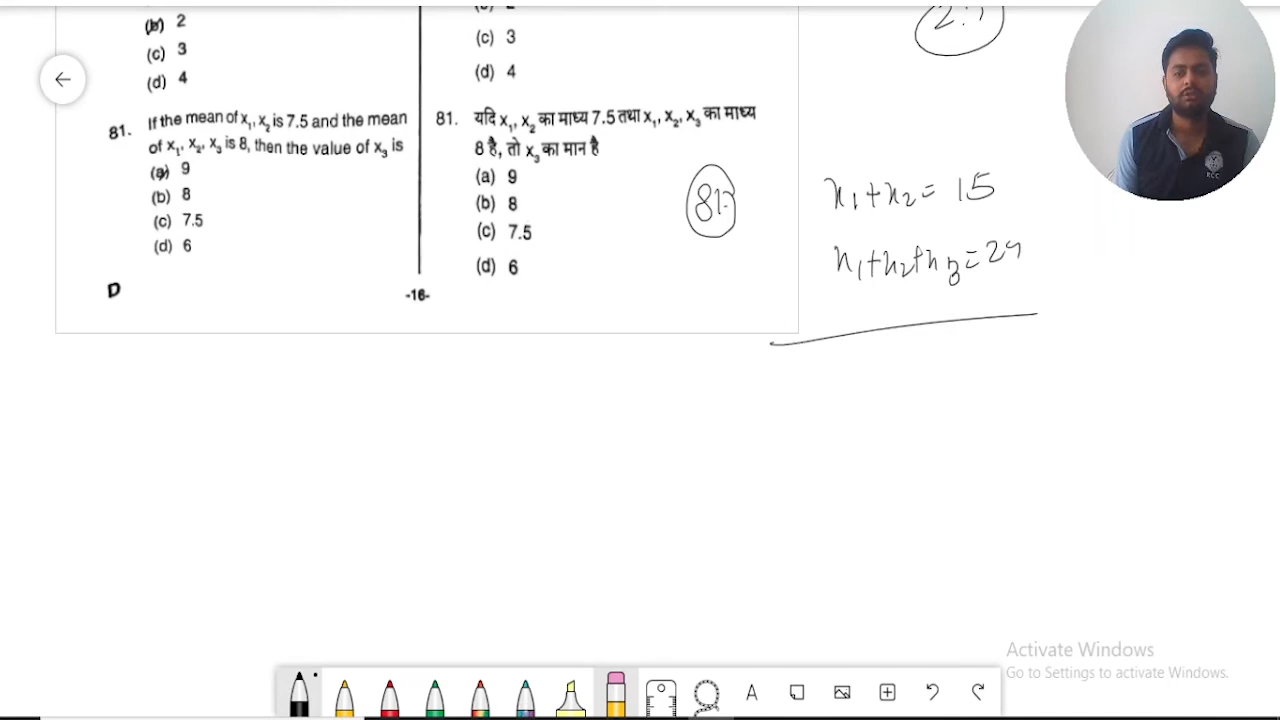 (b) 2
(c) 3
(d) 4
81. If the mean of x₁, x₂ is 7.5 and the mean
of x₁, x₂, x₃ is 8, then the value of x₃ is
(a) 9
(b) 8
(c) 7.5
(d) 6
D
-16-
(c) 3
(d) 4
81. यदि x₁, x₂ का माध्य 7.5 तथा x₁, x₂, x₃ का माध्य
8 है, तो x₃ का मान है
(a) 9
(b) 8
(c) 7.5
(d) 6
81.
x₁+x₂ = 15
x₁+x₂+x₃ = 24
RCC
Activate Windows
Go to Settings to activate Windows.
A